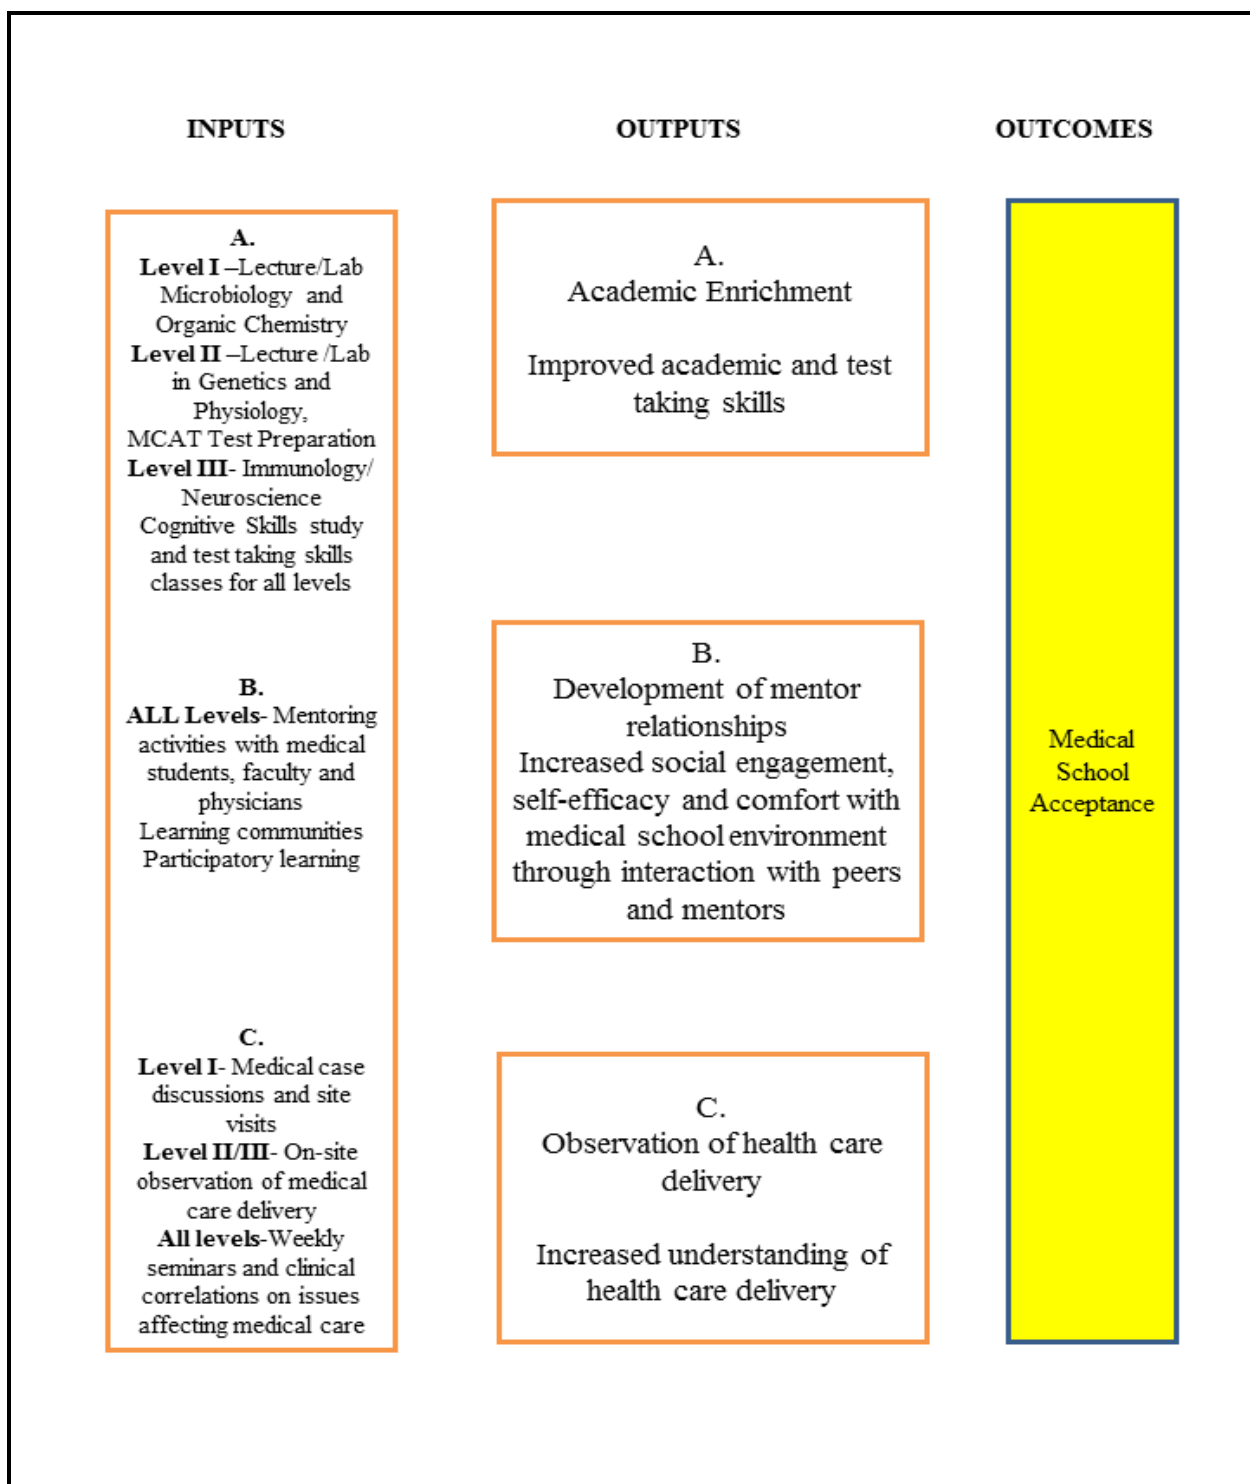 INPUTS
OUTPUTS
OUTCOMES
A.
Level I –Lecture/Lab
Microbiology and
Organic Chemistry
Level II –Lecture /Lab
in Genetics and
Physiology,
MCAT Test Preparation
Level III- Immunology/
Neuroscience
Cognitive Skills study
and test taking skills
classes for all levels
B.
ALL Levels- Mentoring
activities with medical
students, faculty and
physicians
Learning communities
Participatory learning
C.
Level I- Medical case
discussions and site
visits
Level II/III- On-site
observation of medical
care delivery
All levels-Weekly
seminars and clinical
correlations on issues
affecting medical care
A.
Academic Enrichment
Improved academic and test
taking skills
B.
Development of mentor
relationships
Increased social engagement,
self-efficacy and comfort with
medical school environment
through interaction with peers
and mentors
C.
Observation of health care
delivery
Increased understanding of
health care delivery
Medical
School
Acceptance